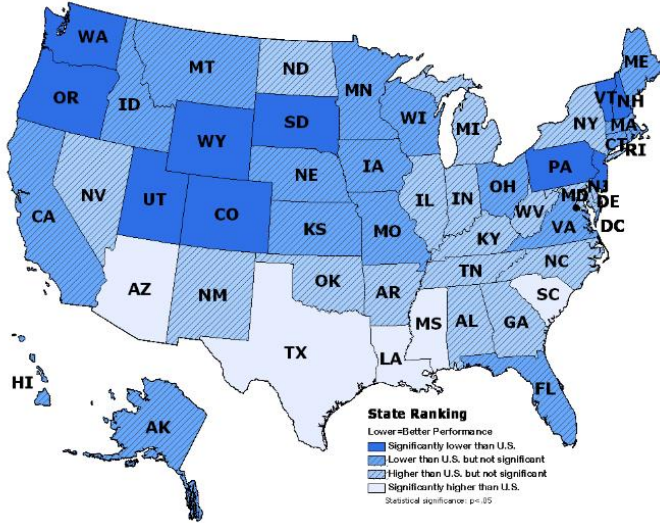 WA
MT
ND
ME
OR
ID
MN
VT
NH
WY
SD
WI
MI
NY
MA
CT
RI
IA
PA
NE
NJ
NV
UT
CO
IL
IN
OH
MD
DE
CA
KS
MO
WV
VA
DC
KY
AZ
NM
OK
AR
TN
NC
SC
TX
LA
MS
AL
GA
HI
AK
FL
State Ranking
Lower=Better Performance
Significantly lower than U.S.
Lower than U.S. but not significant
Higher than U.S. but not significant
Significantly higher than U.S.
Statistical significance: p<.05